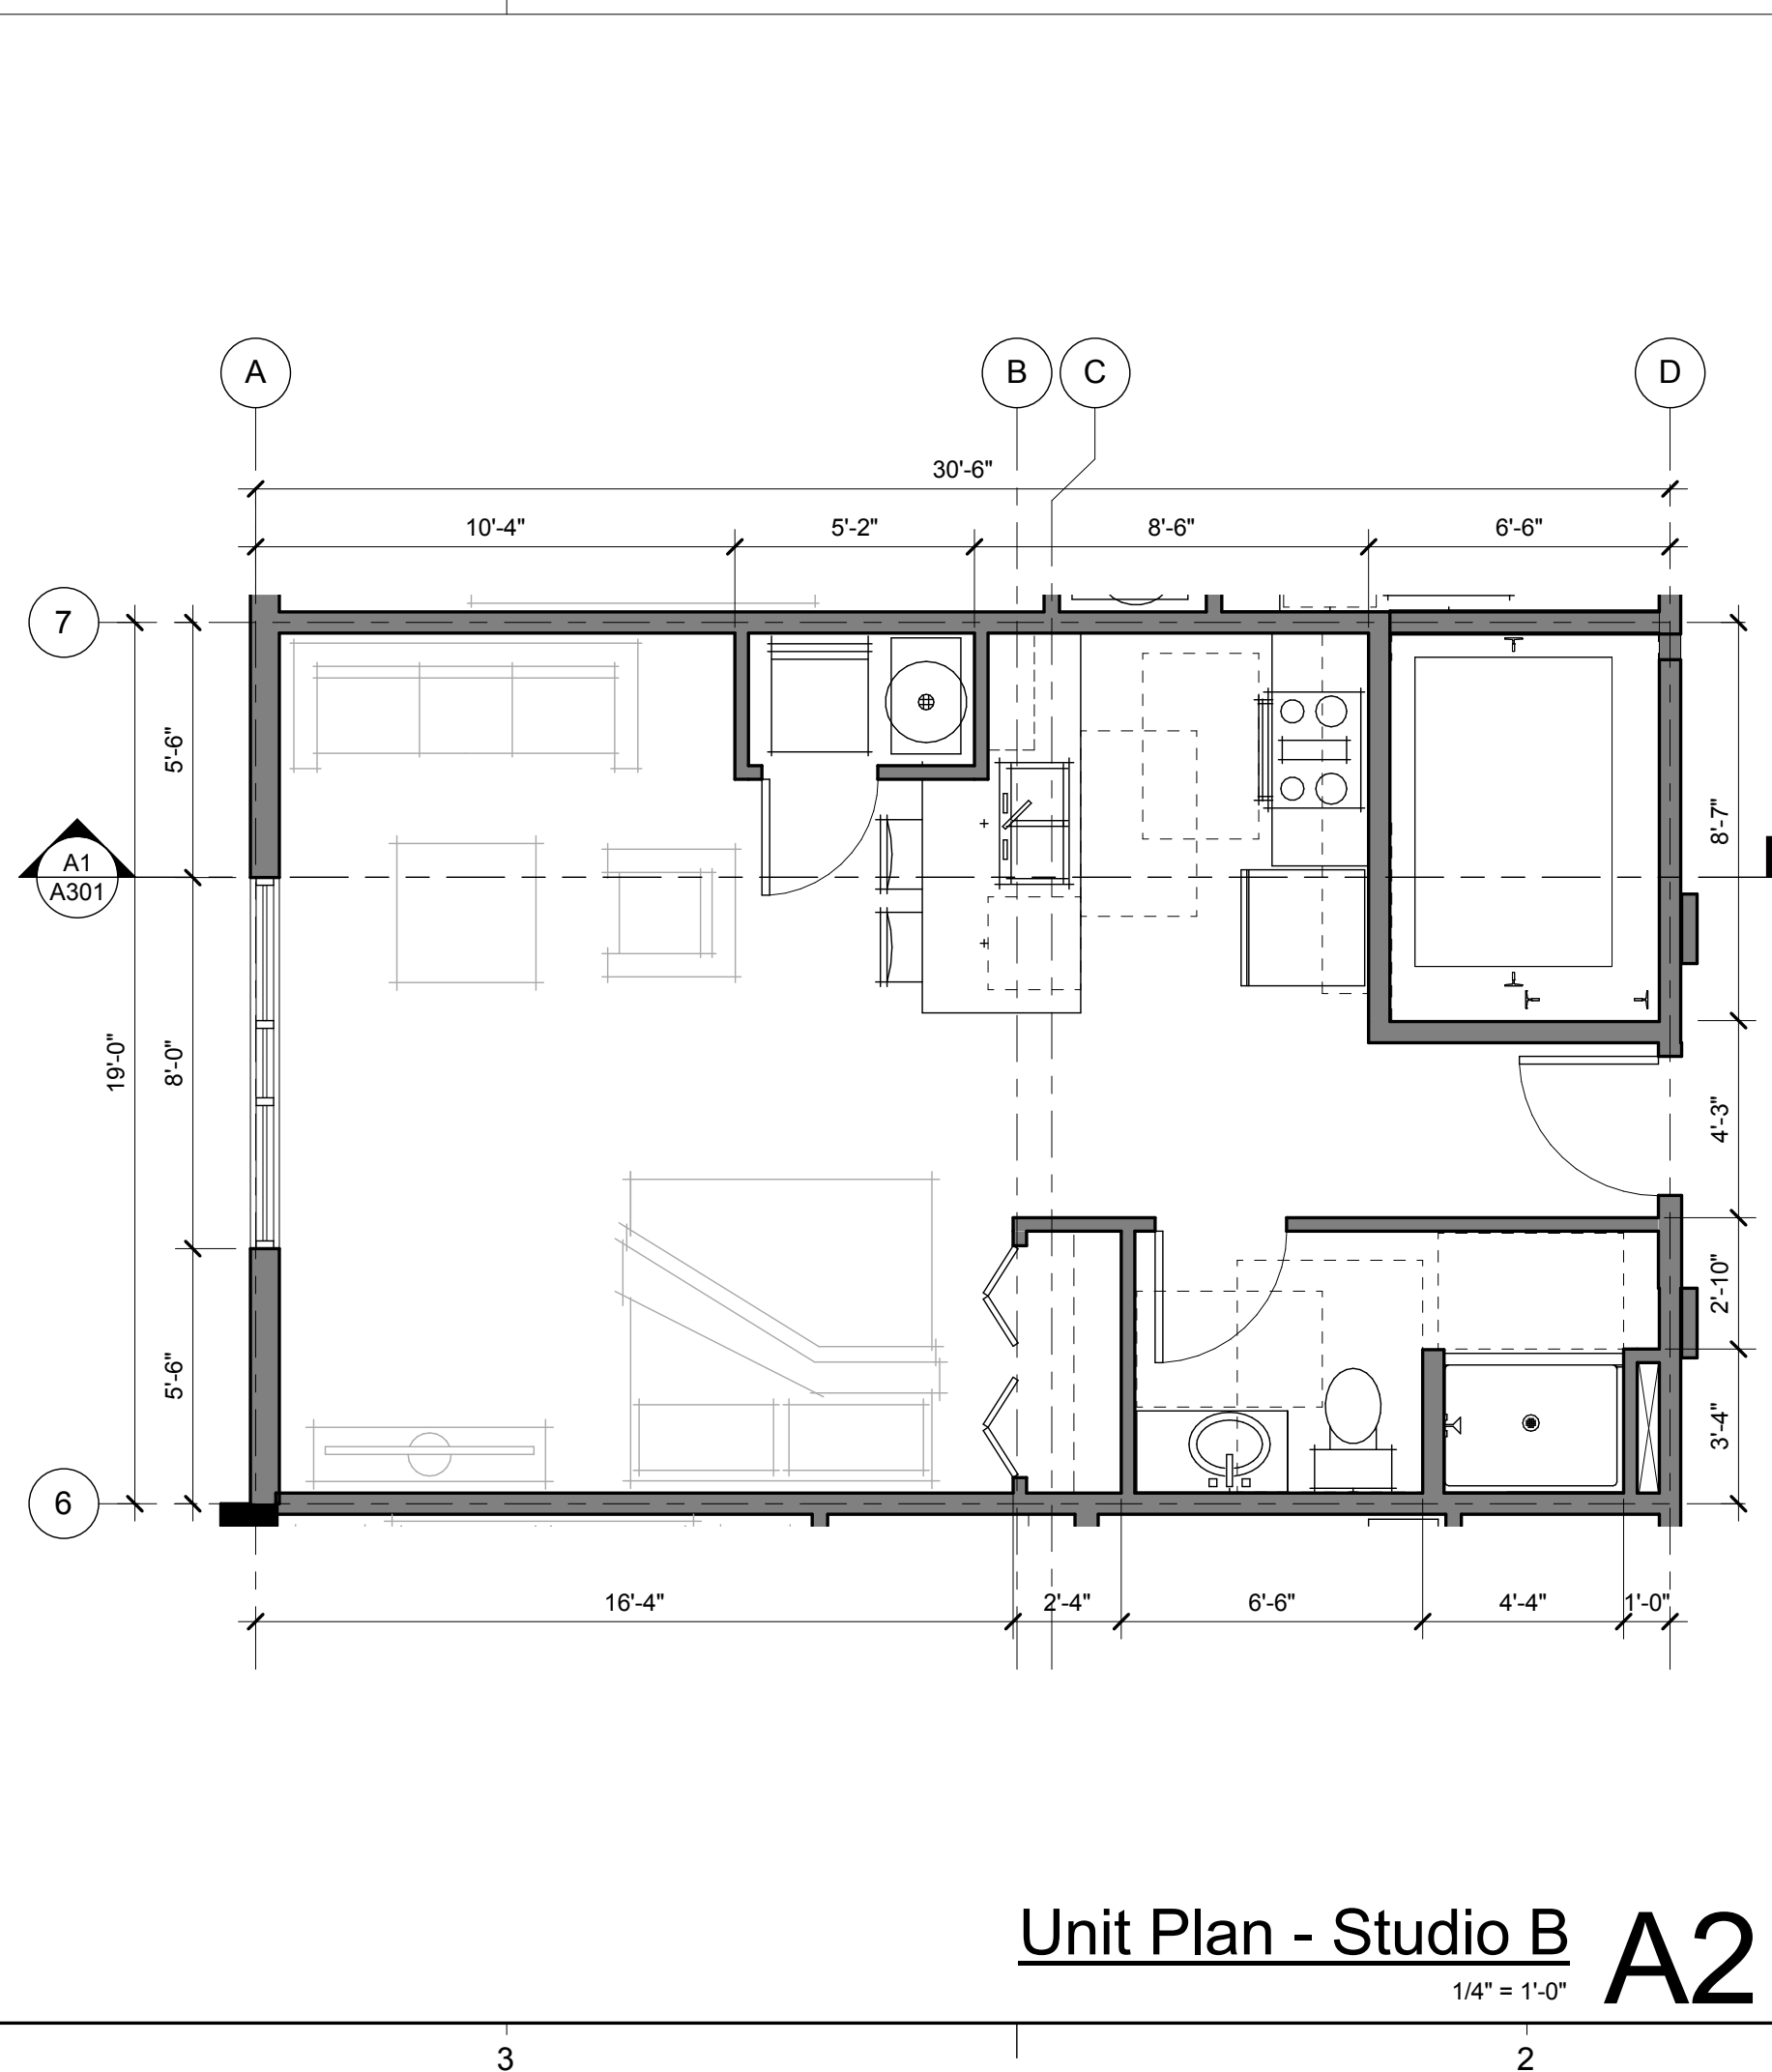 A
B
C
D
30'-6"
10'-4"
5'-2"
8'-6"
6'-6"
7
5'-6"
8'-7"
A1
A301
19'-0"
8'-0"
4'-3"
2'-10"
5'-6"
3'-4"
6
16'-4"
2'-4"
6'-6"
4'-4"
1'-0"
Unit Plan - Studio B
A2
1/4" = 1'-0"
3
2